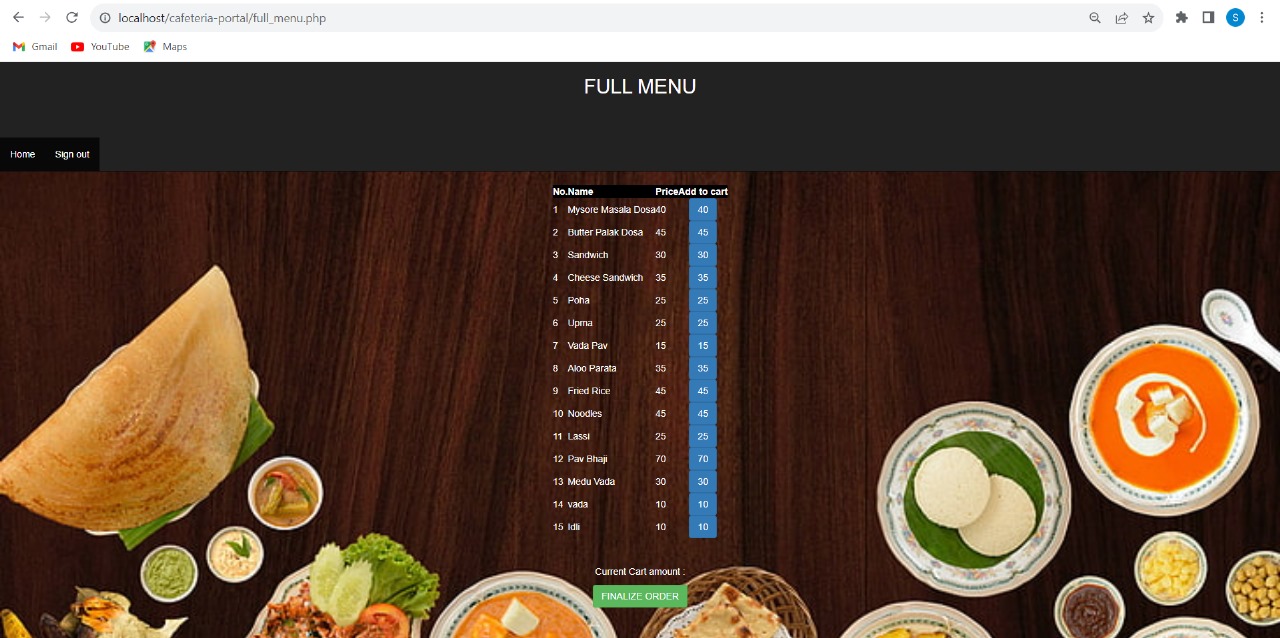 localhost/cafeteria-portal/full_menu.php
S
Gmail YouTube Maps
FULL MENU
Home Sign out
No. Name Price Add to cart
1 Mysore Masala Dosa 40 40
2 Butter Palak Dosa 45 45
3 Sandwich 30 30
4 Cheese Sandwich 35 35
5 Poha 25 25
6 Upma 25 25
7 Vada Pav 15 15
8 Aloo Parata 35 35
9 Fried Rice 45 45
10 Noodles 45 45
11 Lassi 25 25
12 Pav Bhaji 70 70
13 Medu Vada 30 30
14 vada 10 10
15 Idli 10 10
Current Cart amount :
FINALIZE ORDER